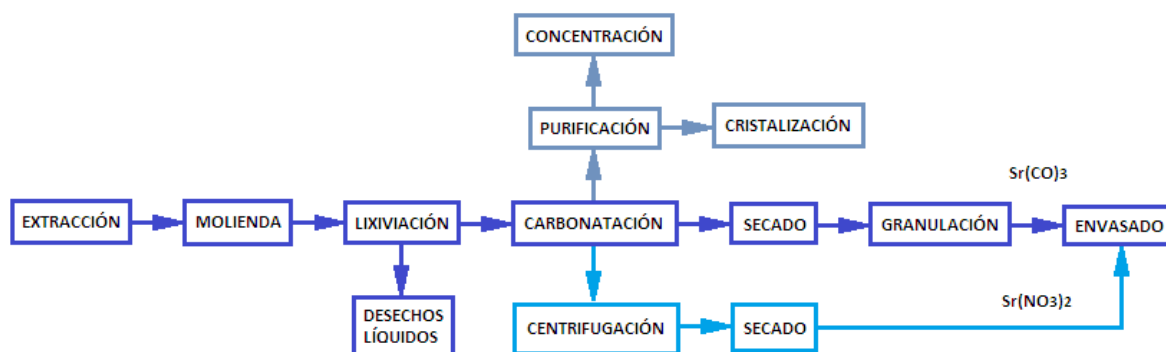 CONCENTRACIÓN
PURIFICACIÓN
CRISTALIZACIÓN
Sr(CO)3
EXTRACCIÓN
MOLIENDA
LIXIVIACIÓN
CARBONATACIÓN
SECADO
GRANULACIÓN
ENVASADO
Sr(NO3)2
DESECHOS
LÍQUIDOS
CENTRIFUGACIÓN
SECADO